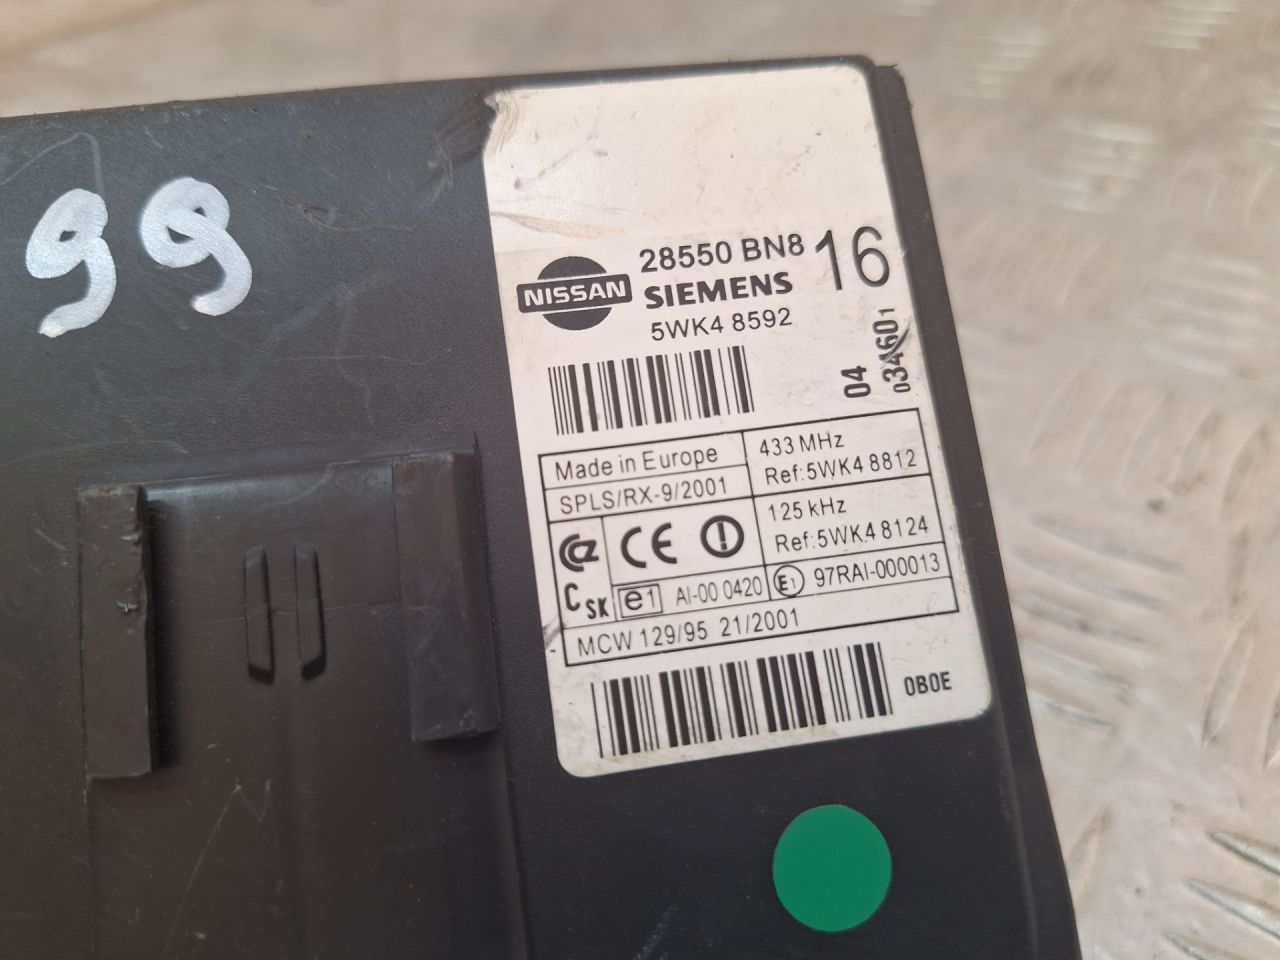 99
28550 BN8 16
NISSAN
SIEMENS
5WK4 8592
04
034601
Made in Europe
433 MHz
Ref:5WK4 8812
SPLS/RX-9/2001
125 kHz
Ref:5WK4 8124
CE
C SK
e1 AI-00 0420
E1 97RAI-000013
MCW 129/95 21/2001
0B0E